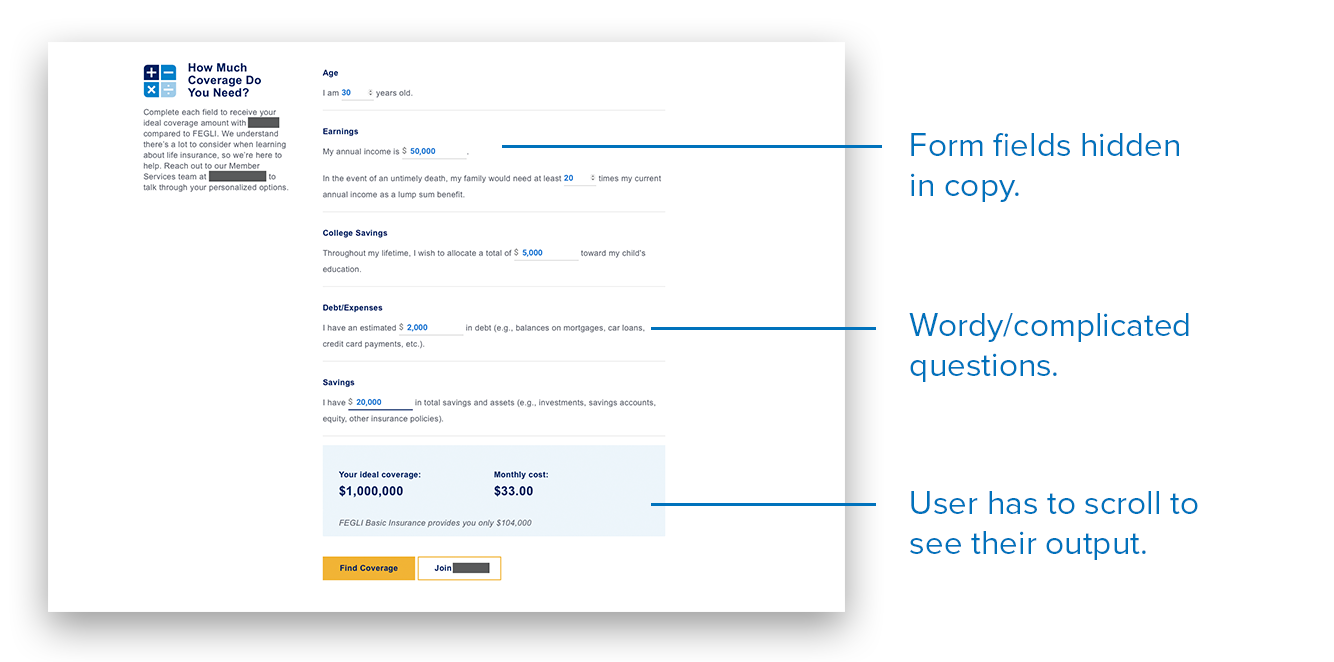 How Much
Coverage Do
You Need?
Complete each field to receive your
ideal coverage amount with
compared to FEGLI. We understand
there's a lot to consider when learning
about life insurance, so we're here to
help. Reach out to our Member
Services team at to
talk through your personalized options.
Age
I am 30 years old.
Earnings
My annual income is $ 50,000 .
In the event of an untimely death, my family would need at least 20 times my current
annual income as a lump sum benefit.
College Savings
Throughout my lifetime, I wish to allocate a total of $ 5,000 toward my child's
education.
Debt/Expenses
I have an estimated $ 2,000 in debt (e.g., balances on mortgages, car loans,
credit card payments, etc.).
Savings
I have $ 20,000 in total savings and assets (e.g., investments, savings accounts,
equity, other insurance policies).
Your ideal coverage: Monthly cost:
$1,000,000 $33.00
FEGLI Basic Insurance provides you only $104,000
Find Coverage Join
Form fields hidden
in copy.
Wordy/complicated
questions.
User has to scroll to
see their output.